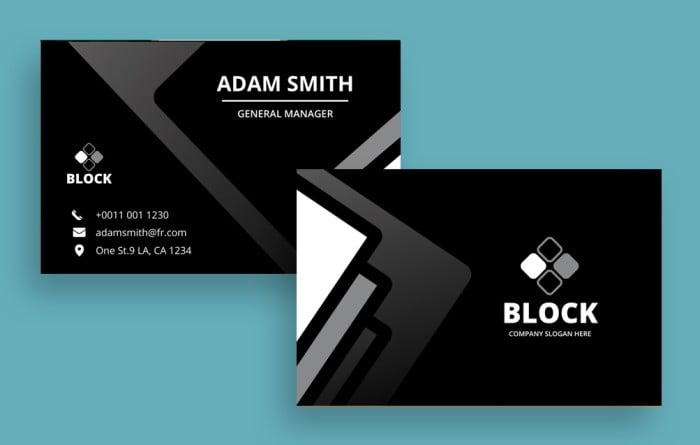 ADAM SMITH
GENERAL MANAGER
BLOCK
+0011 001 1230
adamsmith@fr.com
One St.9 LA, CA 1234
BLOCK
COMPANY SLOGAN HERE